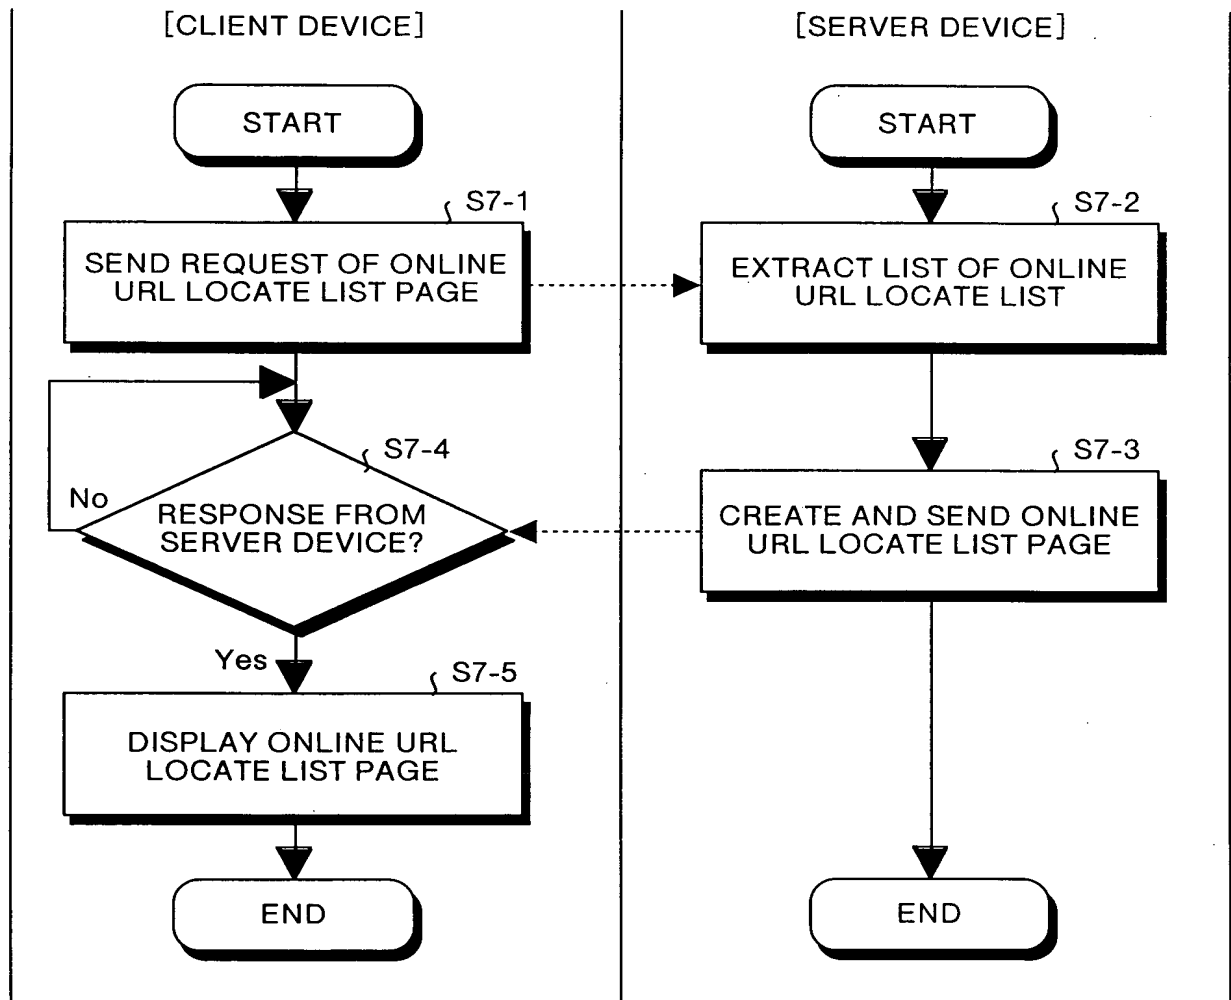 [CLIENT DEVICE]
START
S7-1
SEND REQUEST OF ONLINE
URL LOCATE LIST PAGE
S7-4
No
RESPONSE FROM
SERVER DEVICE?
Yes
S7-5
DISPLAY ONLINE URL
LOCATE LIST PAGE
END
[SERVER DEVICE]
START
S7-2
EXTRACT LIST OF ONLINE
URL LOCATE LIST
S7-3
CREATE AND SEND ONLINE
URL LOCATE LIST PAGE
END